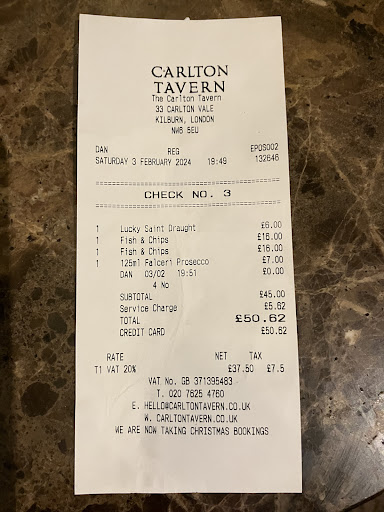 CARLTON
TAVERN
The Carlton Tavern
33 CARLTON VALE
KILBURN, LONDON
NW6 5EU
DAN REG EPOS002
SATURDAY 3 FEBRUARY 2024 19:49 132646
CHECK NO. 3
1 Lucky Saint Draught £6.00
1 Fish & Chips £16.00
1 Fish & Chips £16.00
1 125ml Falceri Prosecco £7.00
DAN 03/02 19:51 £0.00
4 No
SUBTOTAL £45.00
Service Charge £5.62
TOTAL £50.62
CREDIT CARD £50.62
RATE NET TAX
T1 VAT 20% £37.50 £7.5
VAT No. GB 371395483
T. 020 7625 4760
E. HELLO@CARLTONTAVERN.CO.UK
W. CARLTONTAVERN.CO.UK
WE ARE NOW TAKING CHRISTMAS BOOKINGS